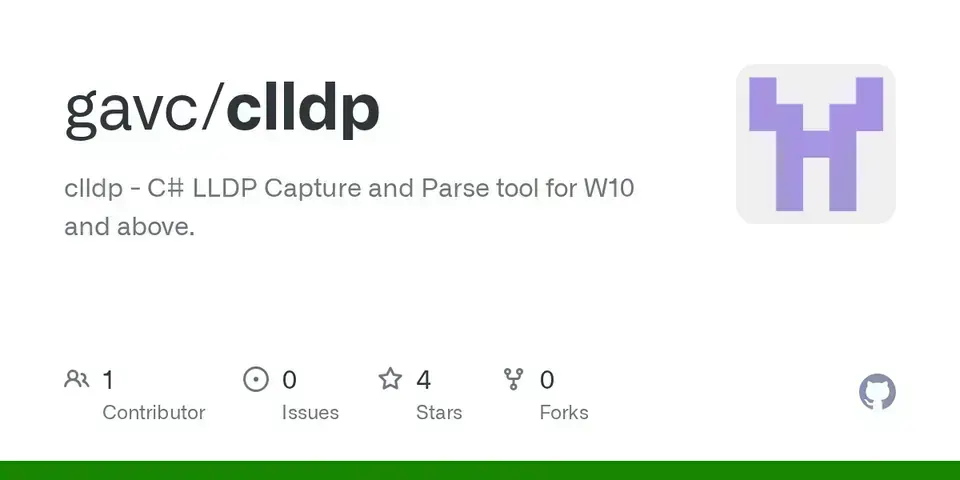 gavc/clldp
clldp - C# LLDP Capture and Parse tool for W10
and above.
1
Contributor
0
Issues
4
Stars
0
Forks